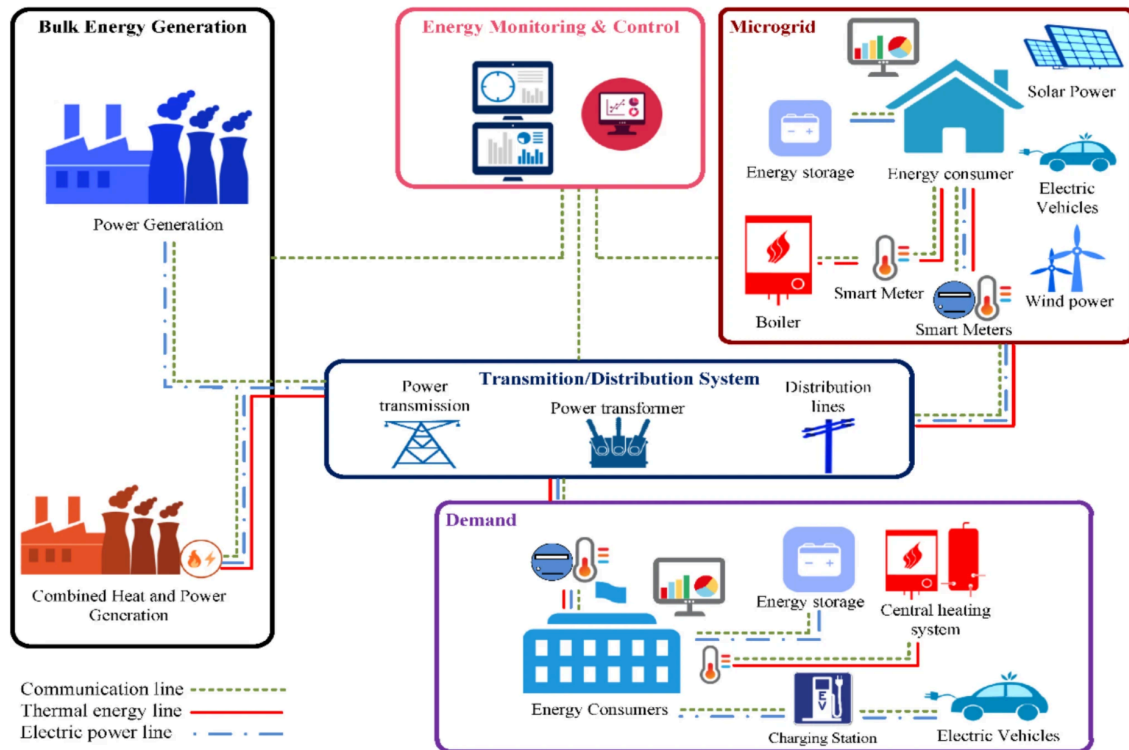 Bulk Energy Generation
Power Generation
Combined Heat and Power
Generation
Energy Monitoring & Control
Microgrid
Solar Power
Energy storage
Energy consumer
Electric
Vehicles
Boiler
Smart Meter
Smart Meters
Wind power
Transmition/Distribution System
Power
transmission
Power transformer
Distribution
lines
Demand
Energy storage
Central heating
system
Energy Consumers
EV
Charging Station
Electric Vehicles
Communication line
Thermal energy line
Electric power line